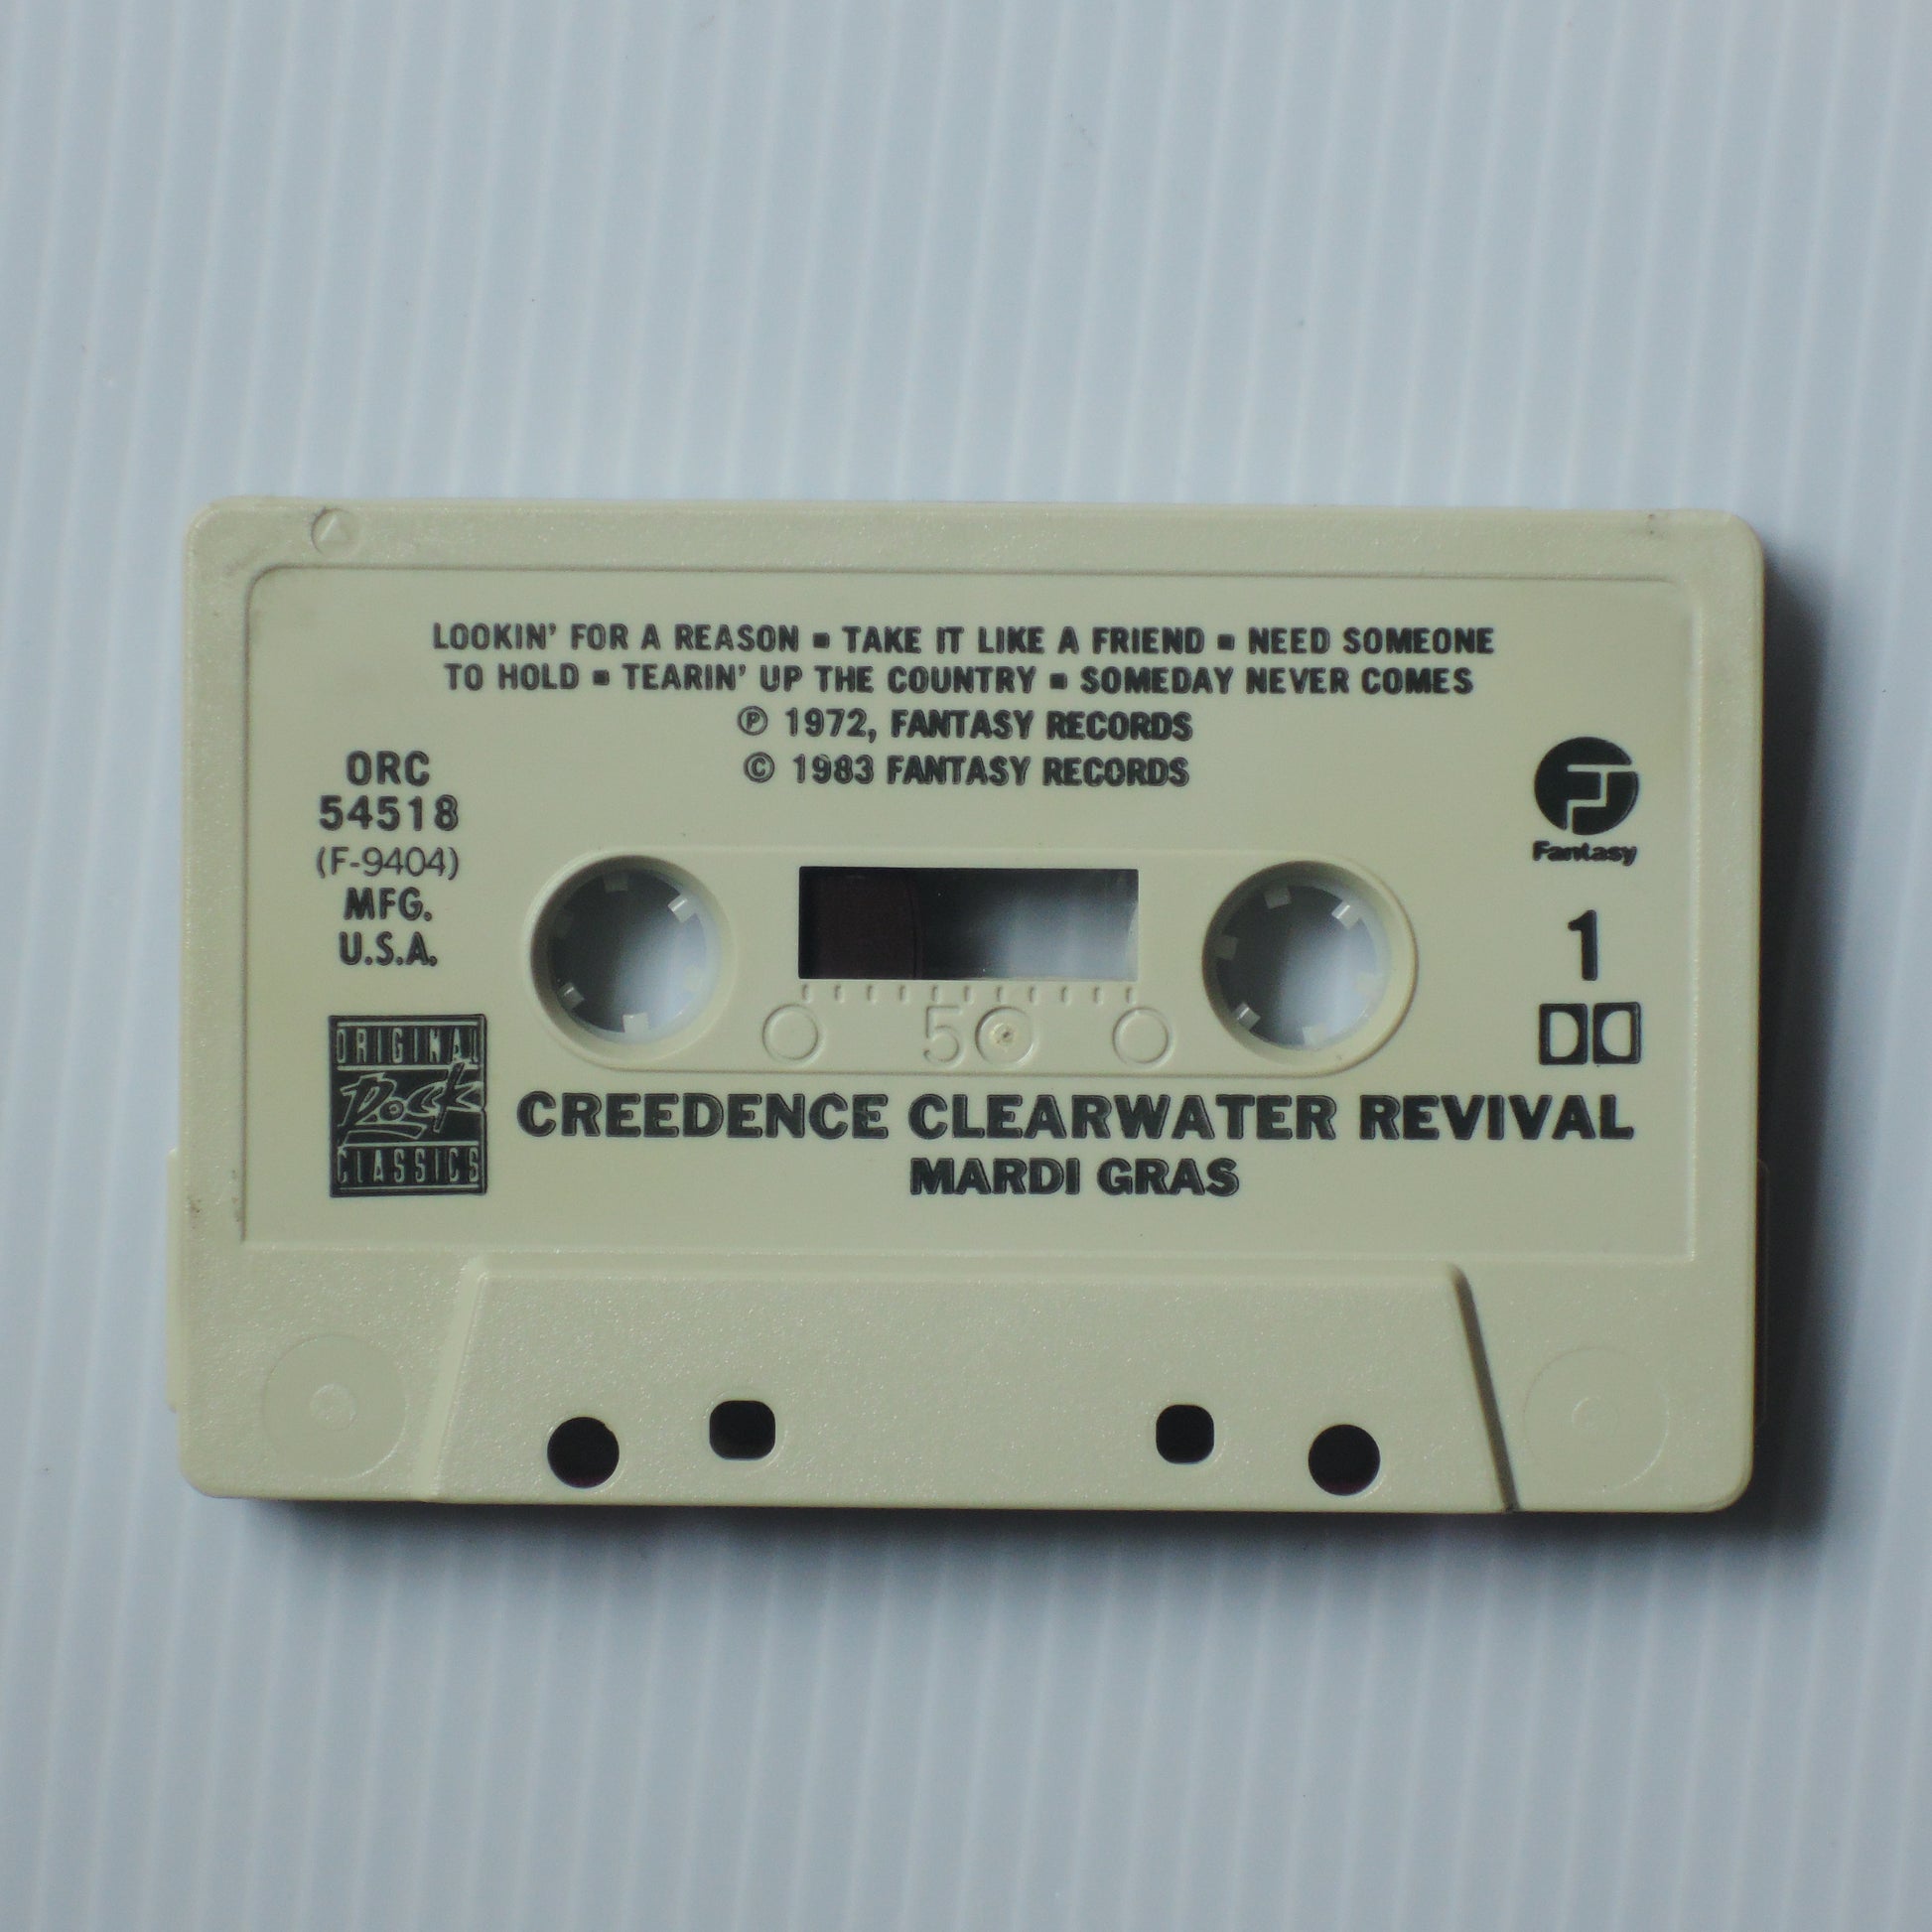 LOOKIN' FOR A REASON ▪ TAKE IT LIKE A FRIEND ▪ NEED SOMEONE
TO HOLD ▪ TEARIN' UP THE COUNTRY ▪ SOMEDAY NEVER COMES
℗ 1972, FANTASY RECORDS
© 1983 FANTASY RECORDS
ORC
54518
(F-9404)
MFG.
U.S.A.
Fantasy
1
50
ORIGINAL
Rock
CLASSICS
CREEDENCE CLEARWATER REVIVAL
MARDI GRAS